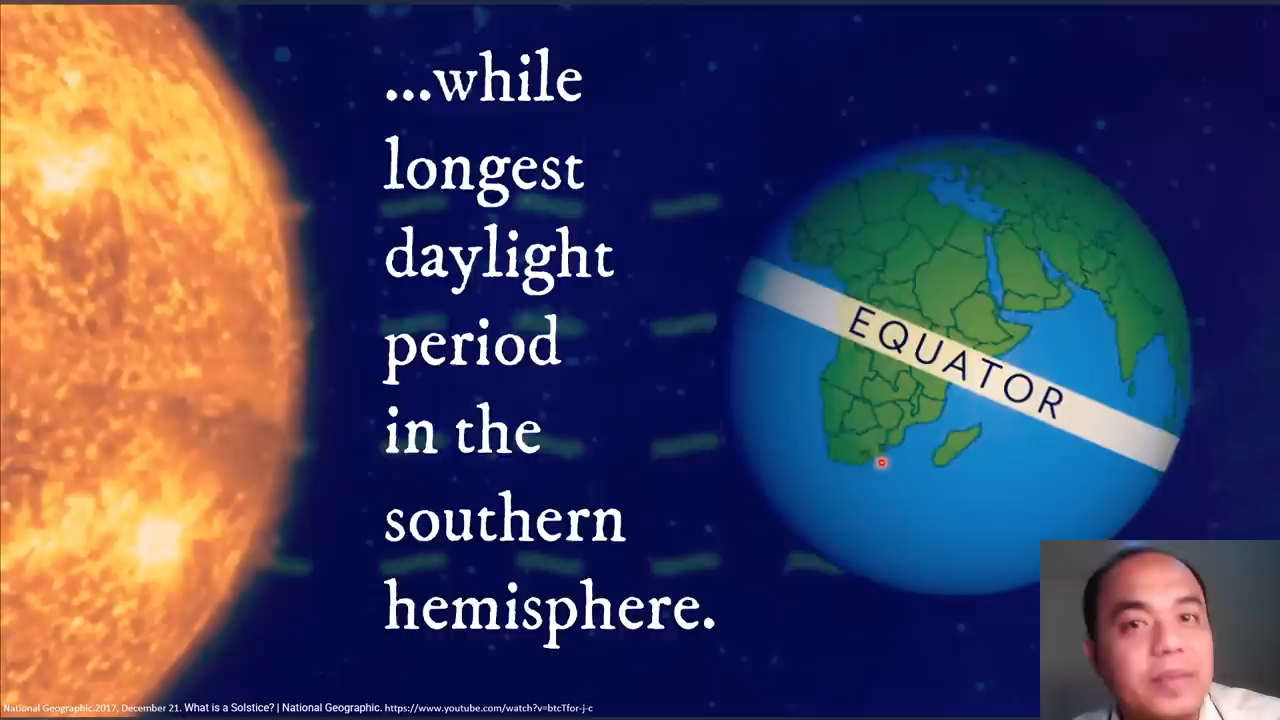 ...while
longest
daylight
period
in the
southern
hemisphere.
EQUATOR
National Geographic.2017, December 21. What is a Solstice? | National Geographic. https://www.youtube.com/watch?v=btcTfor-j-c